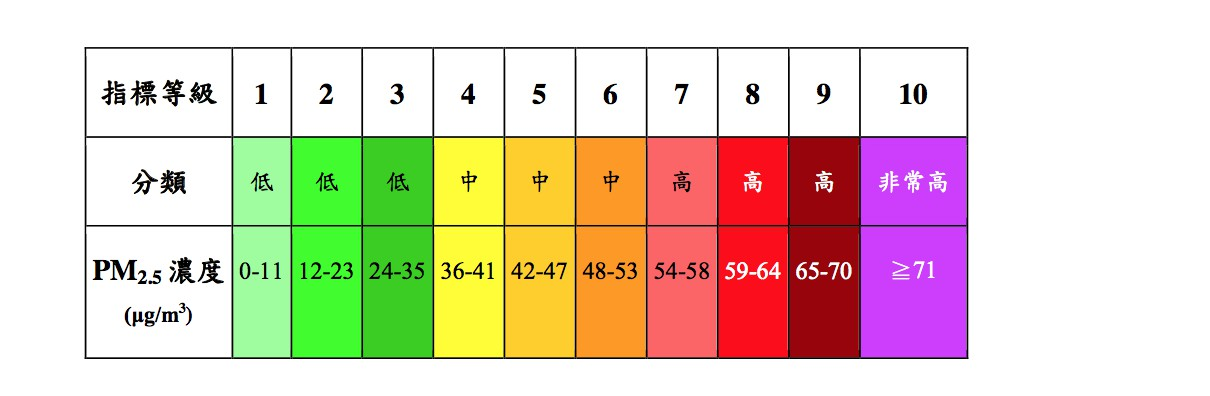 指標等級 1 2 3 4 5 6 7 8 9 10
分類 低 低 低 中 中 中 高 高 高 非常高
PM2.5 濃度 0-11 12-23 24-35 36-41 42-47 48-53 54-58 59-64 65-70 ≧71
(μg/m³)